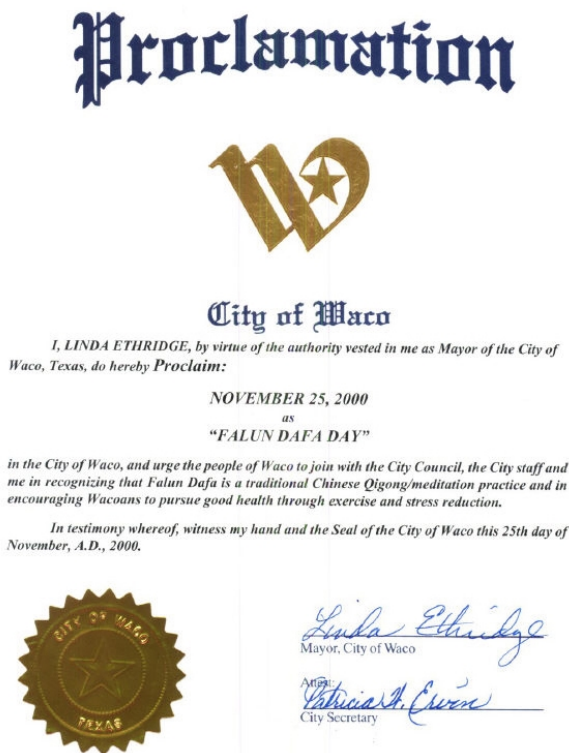 Proclamation
W
City of Waco
I, LINDA ETHRIDGE, by virtue of the authority vested in me as Mayor of the City of
Waco, Texas, do hereby Proclaim:
NOVEMBER 25, 2000
as
“FALUN DAFA DAY”
in the City of Waco, and urge the people of Waco to join with the City Council, the City staff and
me in recognizing that Falun Dafa is a traditional Chinese Qigong/meditation practice and in
encouraging Wacoans to pursue good health through exercise and stress reduction.
In testimony whereof, witness my hand and the Seal of the City of Waco this 25th day of
November, A.D., 2000.
CITY OF WACO
TEXAS
Linda Ethridge
Mayor, City of Waco
Attest:
Patricia W. Ervin
City Secretary